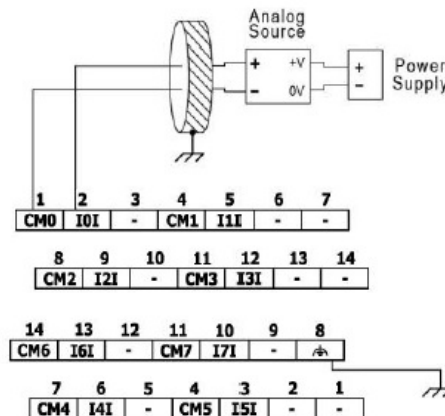 Analog
Source
+ +V + Power
- 0V - Supply
1 2 3 4 5 6 7
CM0 I0I - CM1 I1I - -
8 9 10 11 12 13 14
CM2 I2I - CM3 I3I - -
14 13 12 11 10 9 8
CM6 I6I - CM7 I7I -
7 6 5 4 3 2 1
CM4 I4I - CM5 I5I - -